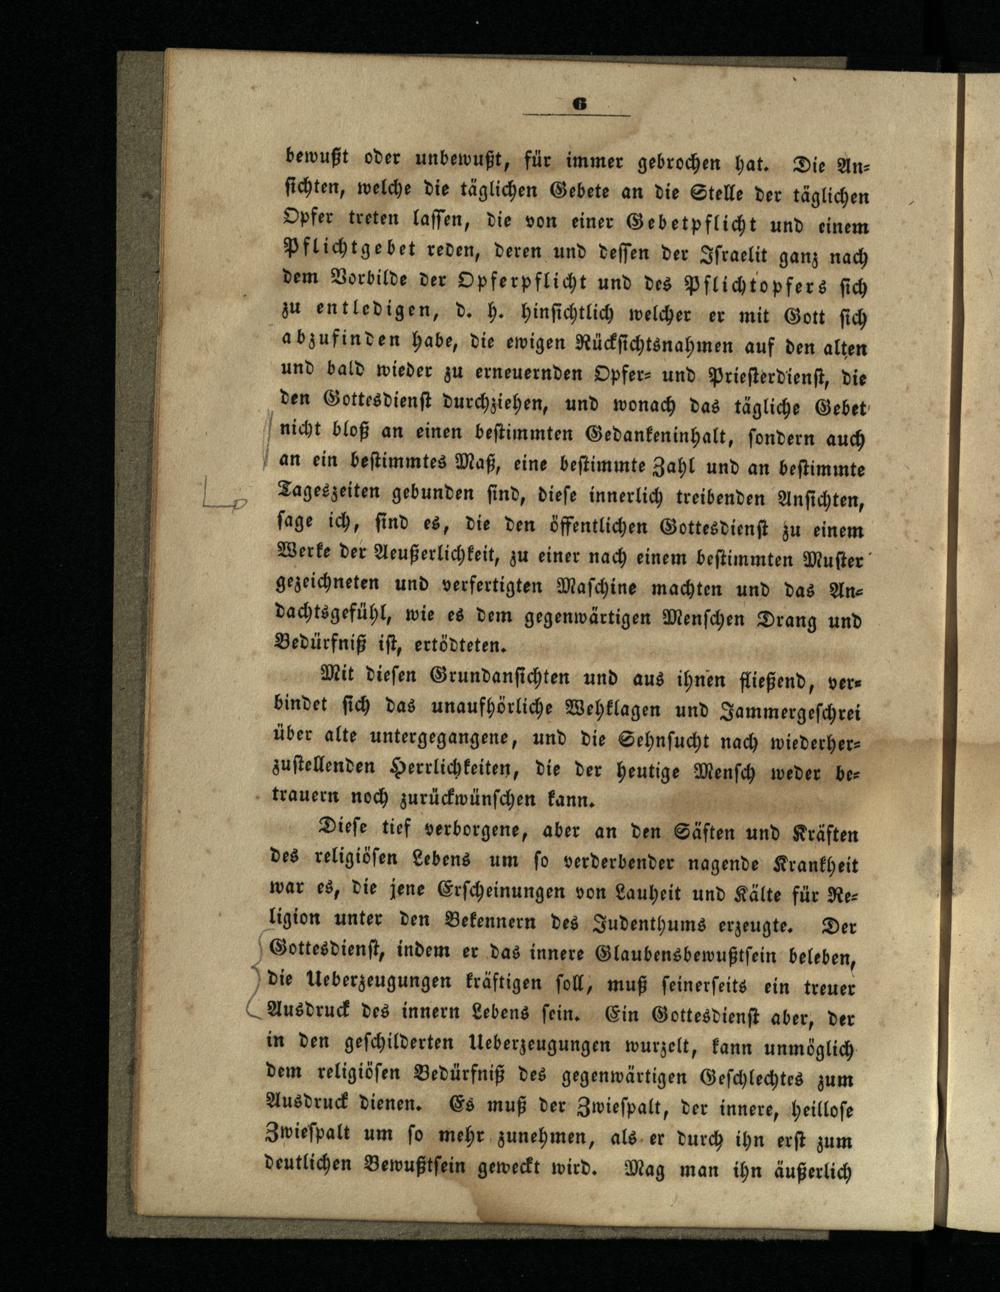 6
bewußt oder unbewußt, für immer gebrochen hat. Die An-
sichten, welche die täglichen Gebete an die Stelle der täglichen
Opfer treten lassen, die von einer Gebetpflicht und einem
Pflichtgebet reden, deren und dessen der Israelit ganz nach
dem Vorbilde der Opferpflicht und des Pflichtopfers sich
zu entledigen, d. h. hinsichtlich welcher er mit Gott sich
abzufinden habe, die ewigen Rücksichtsnahmen auf den alten
und bald wieder zu erneuernden Opfer- und Priesterdienst, die
den Gottesdienst durchziehen, und wonach das tägliche Gebet
nicht bloß an einen bestimmten Gedankeninhalt, sondern auch
an ein bestimmtes Maß, eine bestimmte Zahl und an bestimmte
Tageszeiten gebunden sind, diese innerlich treibenden Ansichten,
sage ich, sind es, die den öffentlichen Gottesdienst zu einem
Werke der Aeußerlichkeit, zu einer nach einem bestimmten Muster
gezeichneten und verfertigten Maschine machten und das An-
dachtsgefühl, wie es dem gegenwärtigen Menschen Drang und
Bedürfniß ist, ertödteten.
Mit diesen Grundansichten und aus ihnen fließend, ver-
bindet sich das unaufhörliche Wehklagen und Jammergeschrei
über alte untergegangene, und die Sehnsucht nach wiederher-
zustellenden Herrlichkeiten, die der heutige Mensch weder be-
trauern noch zurückwünschen kann.
Diese tief verborgene, aber an den Säften und Kräften
des religiösen Lebens um so verderbender nagende Krankheit
war es, die jene Erscheinungen von Lauheit und Kälte für Re-
ligion unter den Bekennern des Judenthums erzeugte. Der
Gottesdienst, indem er das innere Glaubensbewußtsein beleben,
die Ueberzeugungen kräftigen soll, muß seinerseits ein treuer
Ausdruck des innern Lebens sein. Ein Gottesdienst aber, der
in den geschilderten Ueberzeugungen wurzelt, kann unmöglich
dem religiösen Bedürfniß des gegenwärtigen Geschlechtes zum
Ausdruck dienen. Es muß der Zwiespalt, der innere, heillose
Zwiespalt um so mehr zunehmen, als er durch ihn erst zum
deutlichen Bewußtsein geweckt wird. Mag man ihn äußerlich